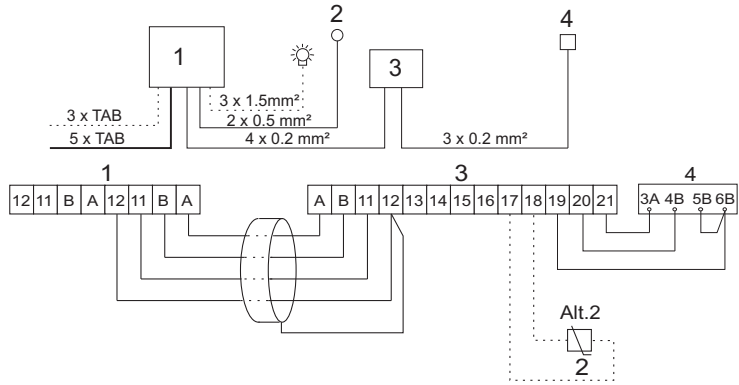 2
4
1
3
3 x 1.5mm²
3 x TAB
2 x 0.5 mm²
5 x TAB
4 x 0.2 mm²
3 x 0.2 mm²
1
3
4
12 11 B A 12 11 B A
A B 11 12 13 14 15 16 17 18 19 20 21
3A 4B 5B 6B
Alt.2
2